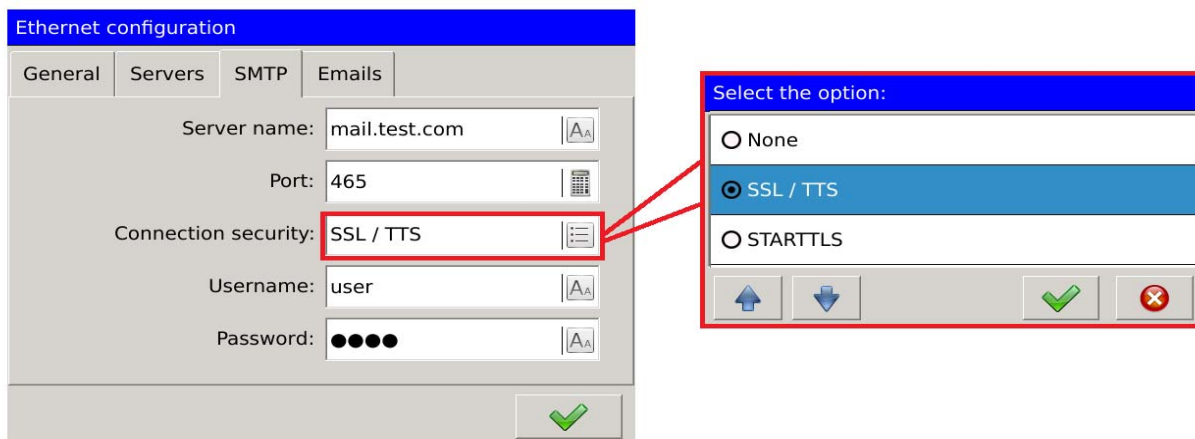 Ethernet configuration
General Servers SMTP Emails
Server name: mail.test.com
Port: 465
Connection security: SSL / TTS
Username: user
Password: ●●●●
Select the option:
None
SSL / TTS
STARTTLS